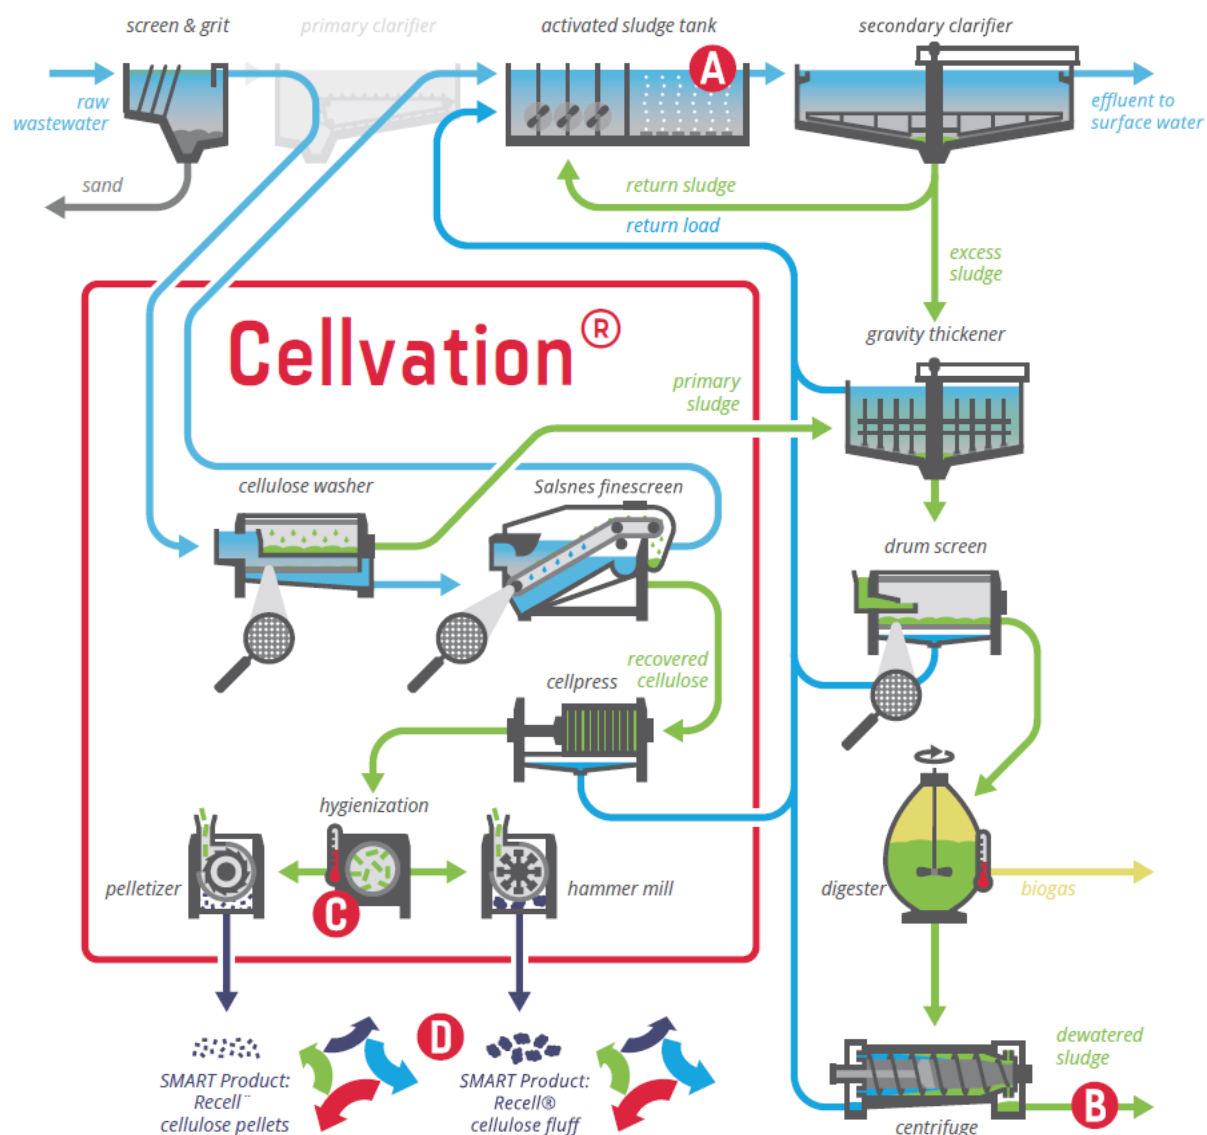 screen & grit
primary clarifier
activated sludge tank
secondary clarifier
A
raw
wastewater
effluent to
surface water
sand
return sludge
return load
excess
sludge
Cellvation®
gravity thickener
primary
sludge
cellulose washer
Salsnes finescreen
drum screen
recovered
cellulose
cellpress
hygienization
pelletizer
hammer mill
C
digester
biogas
D
dewatered
sludge
SMART Product:
Recell¨
cellulose pellets
SMART Product:
Recell®
cellulose fluff
B
centrifuge